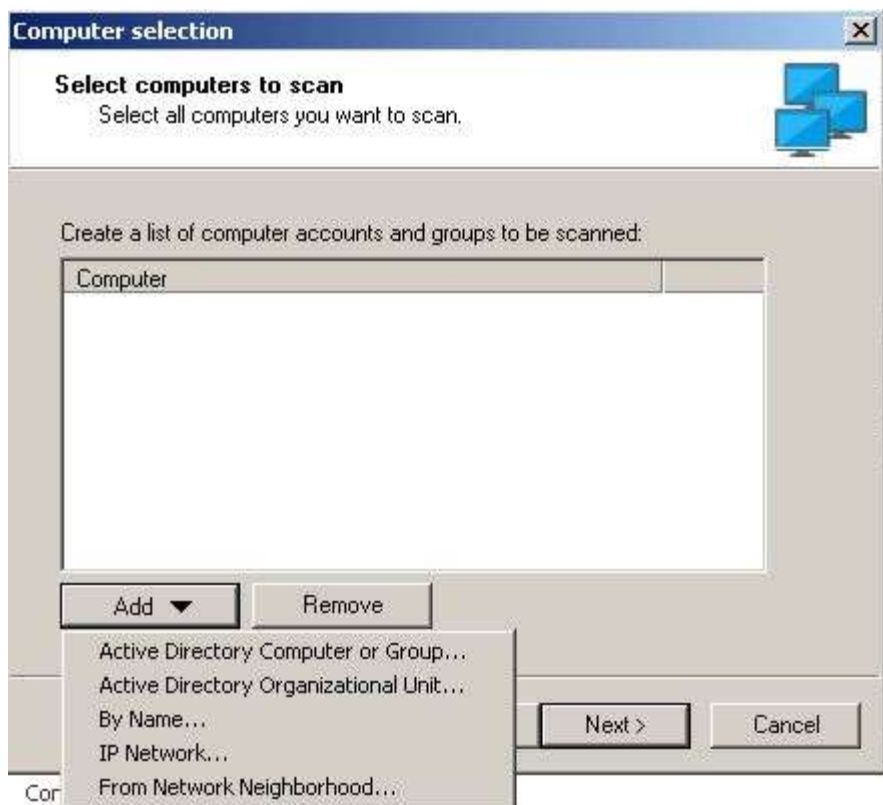 Computer selection
Select computers to scan
Select all computers you want to scan.
Create a list of computer accounts and groups to be scanned:
Computer
Add Remove
Active Directory Computer or Group...
Active Directory Organizational Unit...
By Name...
IP Network...
From Network Neighborhood...
Next > Cancel
Cor